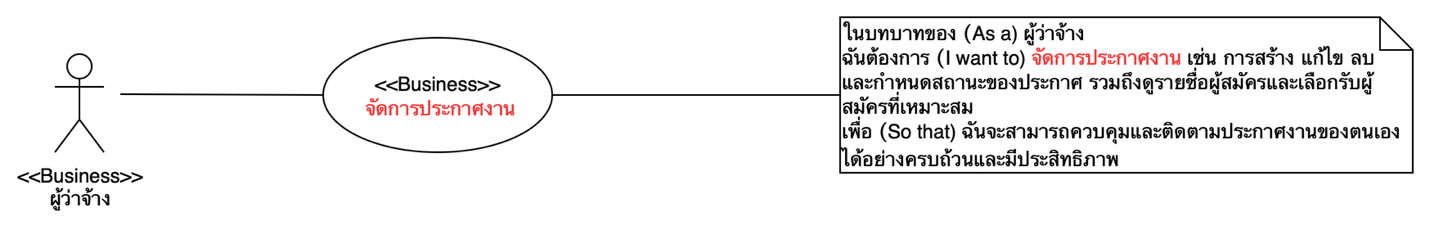 <<Business>>
ผู้ว่าจ้าง
<<Business>>
จัดการประกาศงาน
ในบทบาทของ (As a) ผู้ว่าจ้าง
ฉันต้องการ (I want to) จัดการประกาศงาน เช่น การสร้าง แก้ไข ลบ
และกำหนดสถานะของประกาศ รวมถึงดูรายชื่อผู้สมัครและเลือกรับผู้
สมัครที่เหมาะสม
เพื่อ (So that) ฉันจะสามารถควบคุมและติดตามประกาศงานของตนเอง
ได้อย่างครบถ้วนและมีประสิทธิภาพ